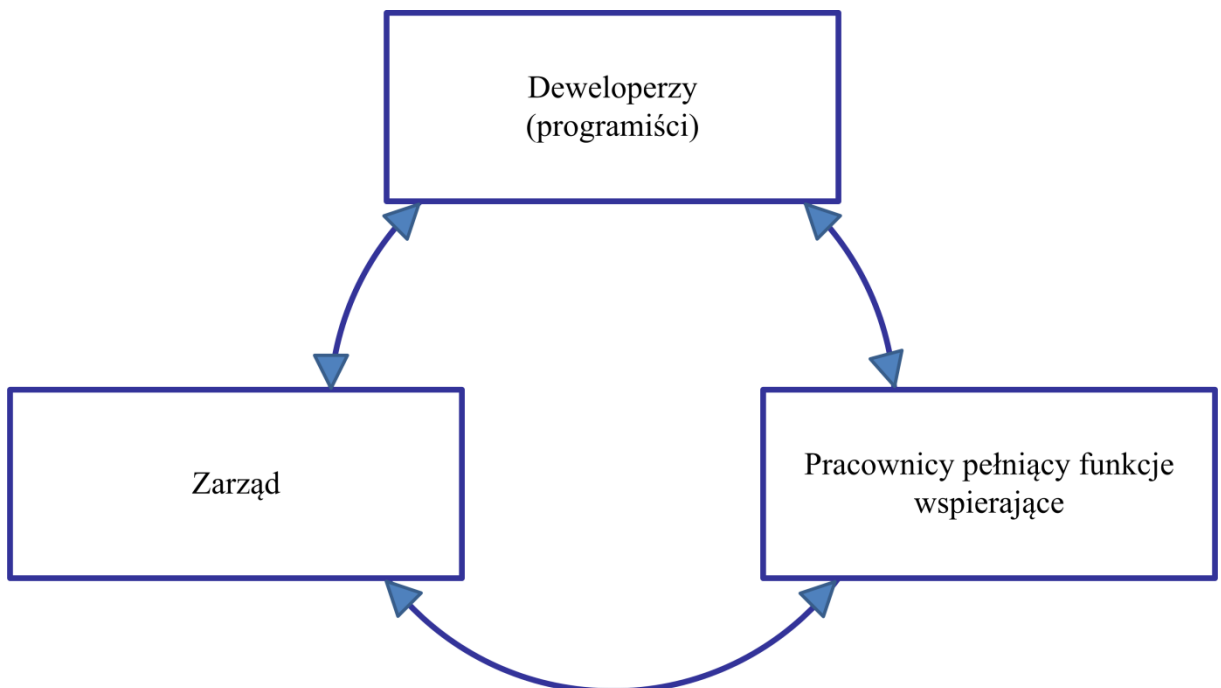 Deweloperzy
(programiści)
Zarząd
Pracownicy pełniący funkcje
wspierające